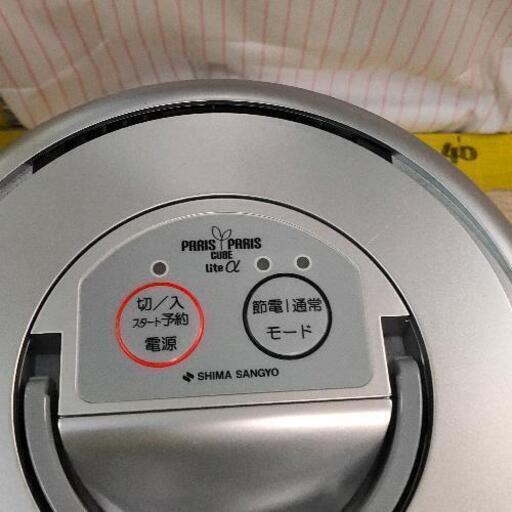 PARIS PARIS
CUBE
Lite α
切／入
スタート予約
電源
節電|通常
モード
SHIMA SANGYO
40